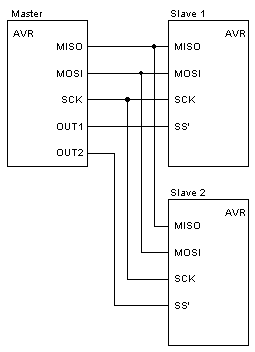 Master
AVR
MISO
MOSI
SCK
OUT1
OUT2
Slave 1
AVR
MISO
MOSI
SCK
SS'
Slave 2
AVR
MISO
MOSI
SCK
SS'